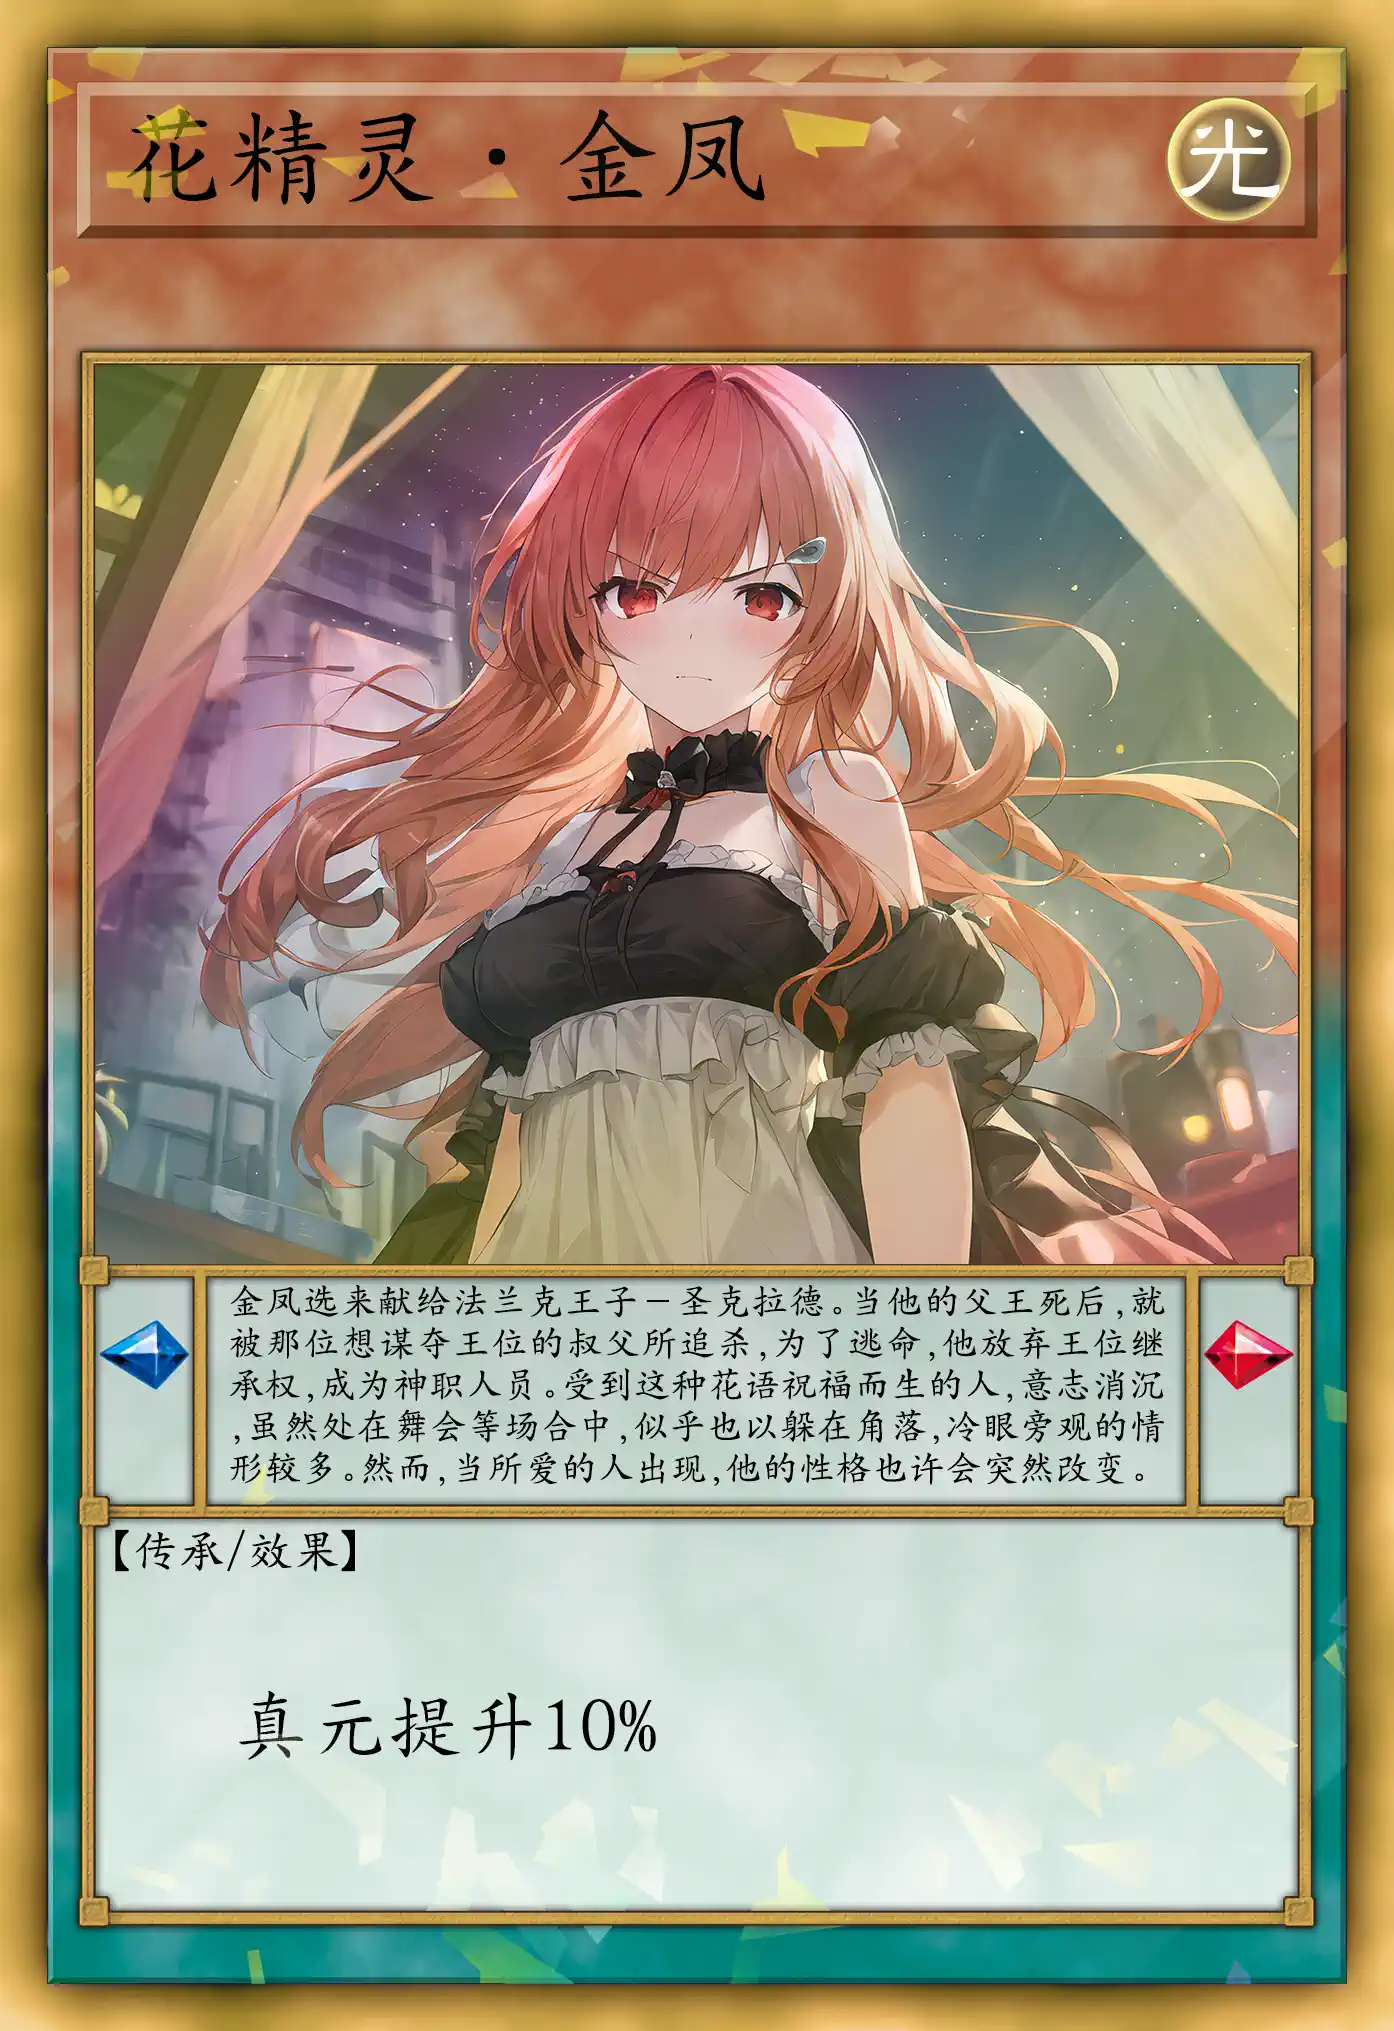 花精灵·金凤
光
金凤选来献给法兰克王子－圣克拉德。当他的父王死后,就
被那位想谋夺王位的叔父所追杀,为了逃命,他放弃王位继
承权,成为神职人员。受到这种花语祝福而生的人,意志消沉
,虽然处在舞会等场合中,似乎也以躲在角落,冷眼旁观的情
形较多。然而,当所爱的人出现,他的性格也许会突然改变。
【传承/效果】
真元提升10%